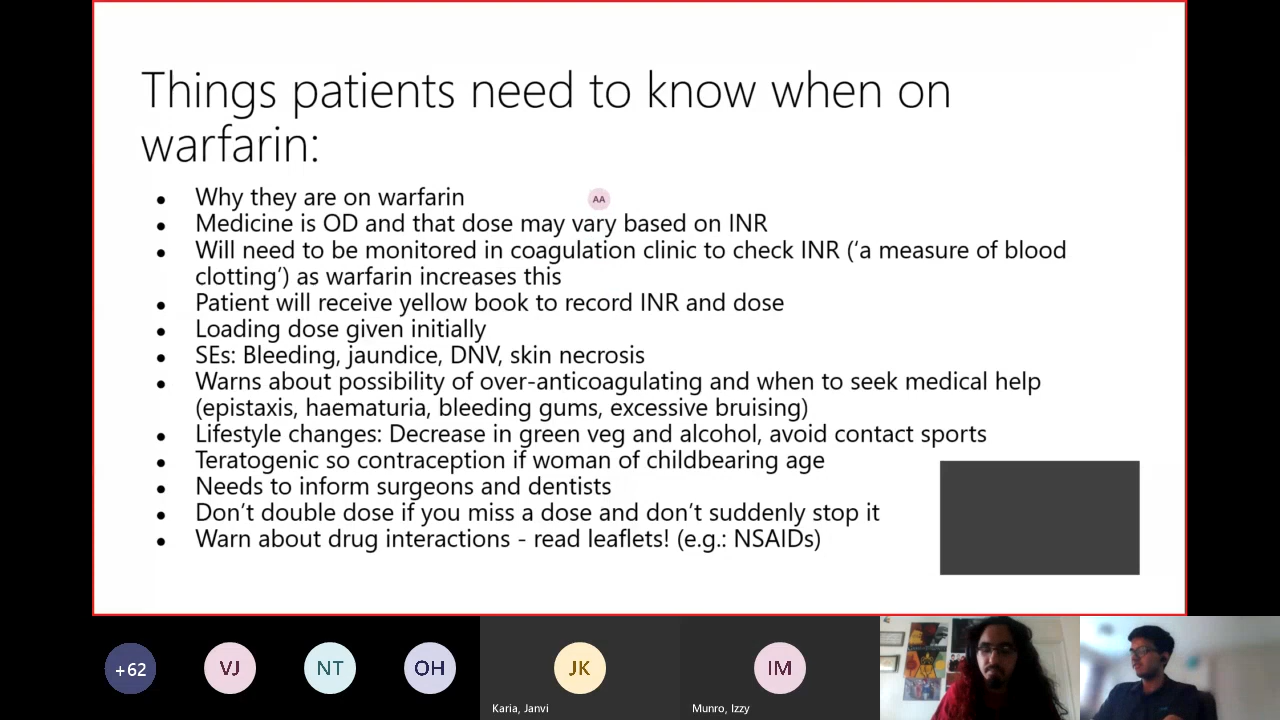 Things patients need to know when on
warfarin:
• Why they are on warfarin
AA
• Medicine is OD and that dose may vary based on INR
• Will need to be monitored in coagulation clinic to check INR (‘a measure of blood
clotting’) as warfarin increases this
• Patient will receive yellow book to record INR and dose
• Loading dose given initially
• SEs: Bleeding, jaundice, DNV, skin necrosis
• Warns about possibility of over-anticoagulating and when to seek medical help
(epistaxis, haematuria, bleeding gums, excessive bruising)
• Lifestyle changes: Decrease in green veg and alcohol, avoid contact sports
• Teratogenic so contraception if woman of childbearing age
• Needs to inform surgeons and dentists
• Don’t double dose if you miss a dose and don’t suddenly stop it
• Warn about drug interactions - read leaflets! (e.g.: NSAIDs)
+62 VJ NT OH JK IM
Karia, Janvi Munro, Izzy